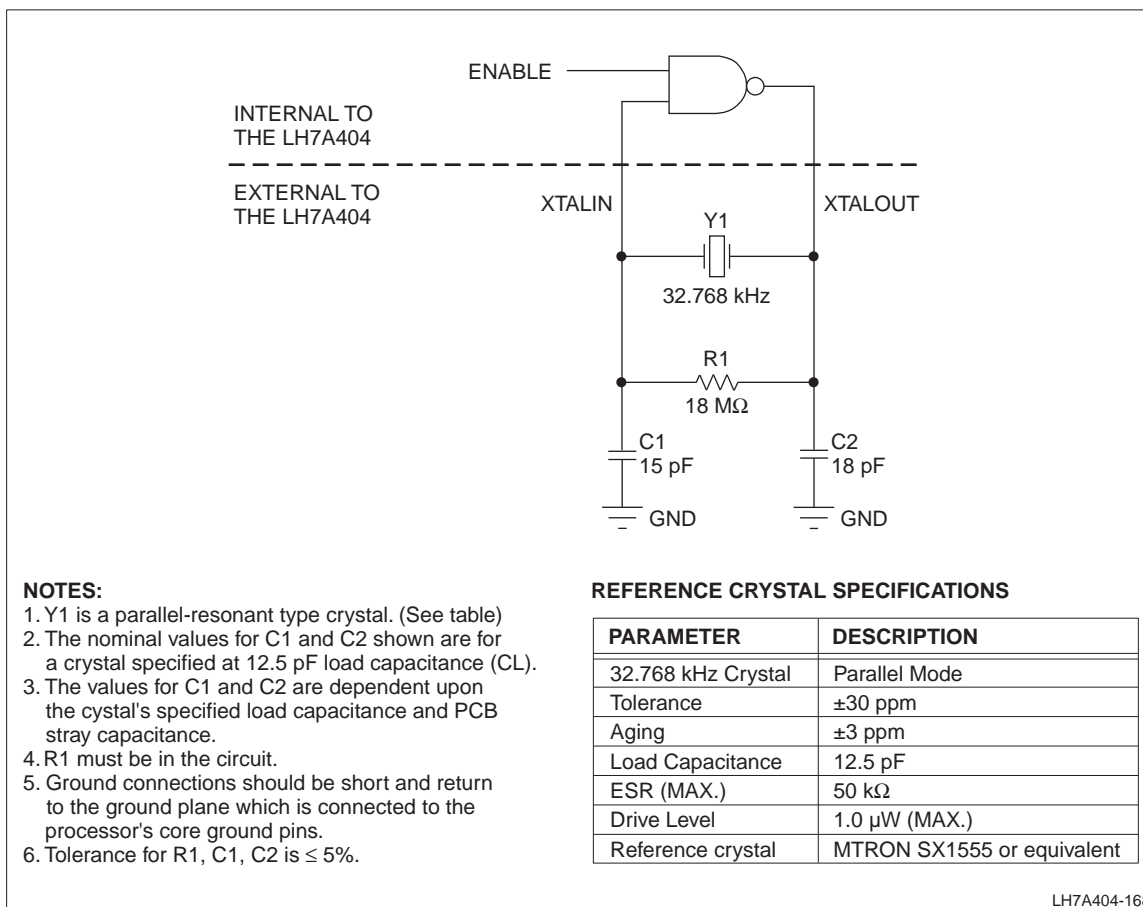 ENABLE
INTERNAL TO
THE LH7A404
EXTERNAL TO
THE LH7A404
XTALIN
XTALOUT
Y1
32.768 kHz
R1
18 MΩ
C1
15 pF
C2
18 pF
GND
GND
NOTES:
1. Y1 is a parallel-resonant type crystal. (See table)
2. The nominal values for C1 and C2 shown are for
a crystal specified at 12.5 pF load capacitance (CL).
3. The values for C1 and C2 are dependent upon
the cystal's specified load capacitance and PCB
stray capacitance.
4. R1 must be in the circuit.
5. Ground connections should be short and return
to the ground plane which is connected to the
processor's core ground pins.
6. Tolerance for R1, C1, C2 is ≤ 5%.
REFERENCE CRYSTAL SPECIFICATIONS
PARAMETER DESCRIPTION
32.768 kHz Crystal Parallel Mode
Tolerance ±30 ppm
Aging ±3 ppm
Load Capacitance 12.5 pF
ESR (MAX.) 50 kΩ
Drive Level 1.0 µW (MAX.)
Reference crystal MTRON SX1555 or equivalent